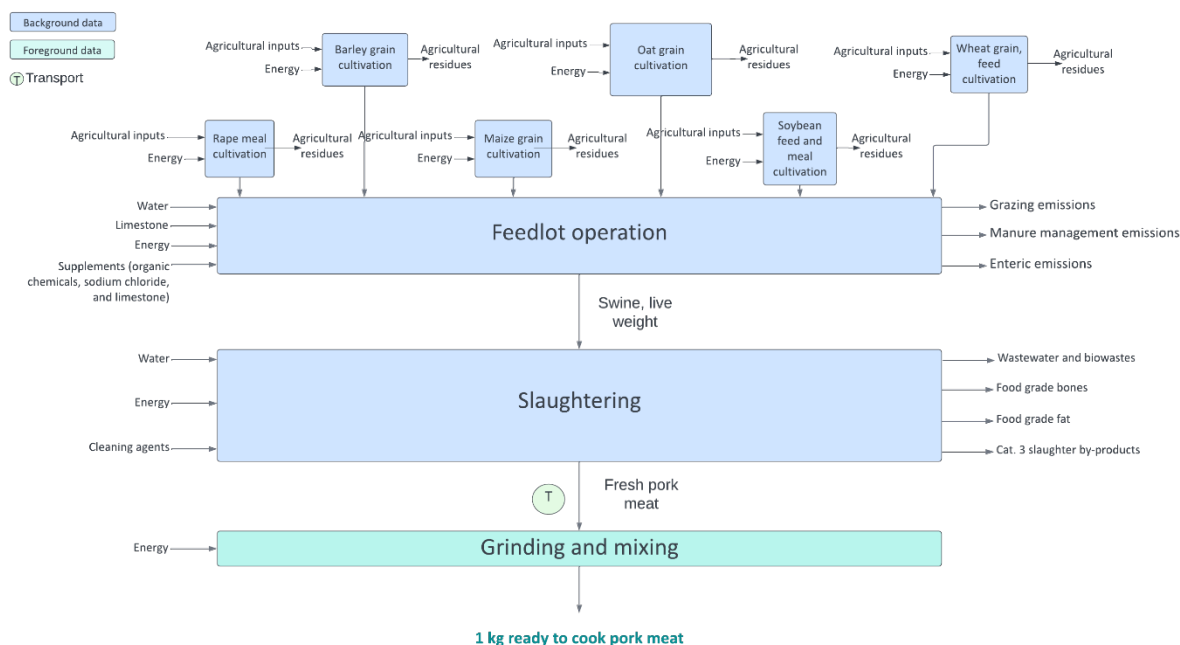 Background data
Foreground data
T Transport
Agricultural inputs
Energy
Barley grain
cultivation
Agricultural
residues
Agricultural inputs
Energy
Oat grain
cultivation
Agricultural
residues
Agricultural inputs
Energy
Wheat grain,
feed
cultivation
Agricultural
residues
Agricultural inputs
Energy
Rape meal
cultivation
Agricultural
residues
Agricultural inputs
Energy
Maize grain
cultivation
Agricultural
residues
Agricultural inputs
Energy
Soybean
feed and
meal
cultivation
Agricultural
residues
Water
Limestone
Energy
Supplements (organic
chemicals, sodium chloride,
and limestone)
Feedlot operation
Grazing emissions
Manure management emissions
Enteric emissions
Swine, live
weight
Water
Energy
Cleaning agents
Slaughtering
Wastewater and biowastes
Food grade bones
Food grade fat
Cat. 3 slaughter by-products
T
Fresh pork
meat
Energy
Grinding and mixing
1 kg ready to cook pork meat